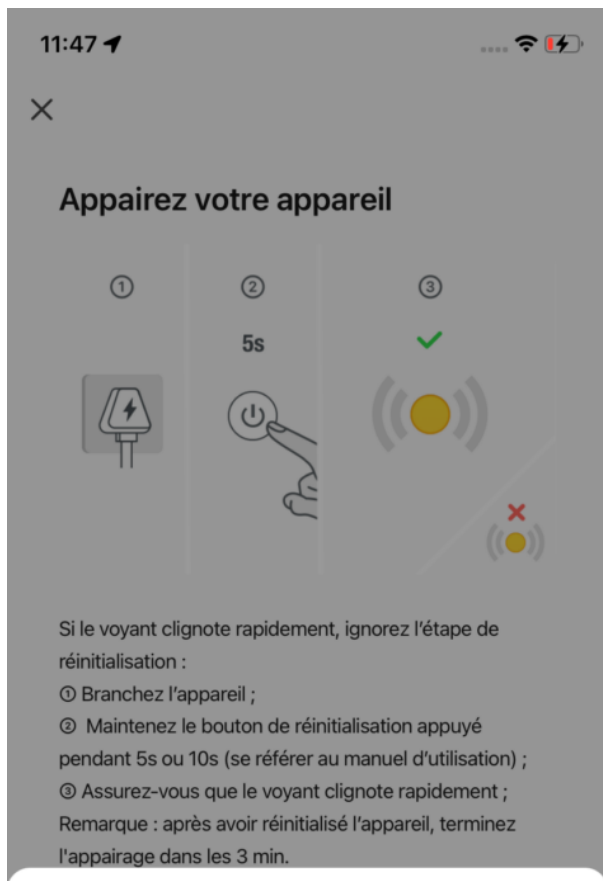 11:47
Appairez votre appareil
① ② ③
5s
Si le voyant clignote rapidement, ignorez l’étape de
réinitialisation :
① Branchez l’appareil ;
② Maintenez le bouton de réinitialisation appuyé
pendant 5s ou 10s (se référer au manuel d’utilisation) ;
③ Assurez-vous que le voyant clignote rapidement ;
Remarque : après avoir réinitialisé l’appareil, terminez
l'appairage dans les 3 min.